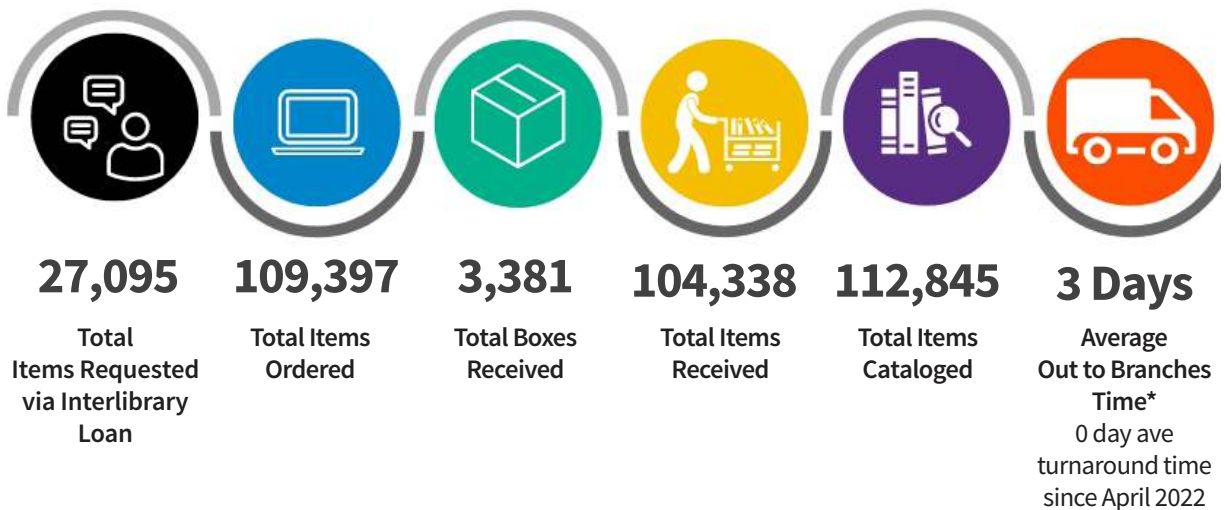 27,095
Total
Items Requested
via Interlibrary
Loan
109,397
Total Items
Ordered
3,381
Total Boxes
Received
104,338
Total Items
Received
112,845
Total Items
Cataloged
3 Days
Average
Out to Branches
Time*
0 day ave
turnaround time
since April 2022